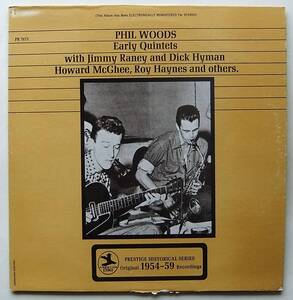 (This Album Has Been ELECTRONICALLY REMASTERED For STEREO)
PR 7673
PHIL WOODS
Early Quintets
with Jimmy Raney and Dick Hyman
Howard McGhee, Roy Haynes and others.
PRESTIGE HISTORICAL SERIES
Original 1954-59 Recordings